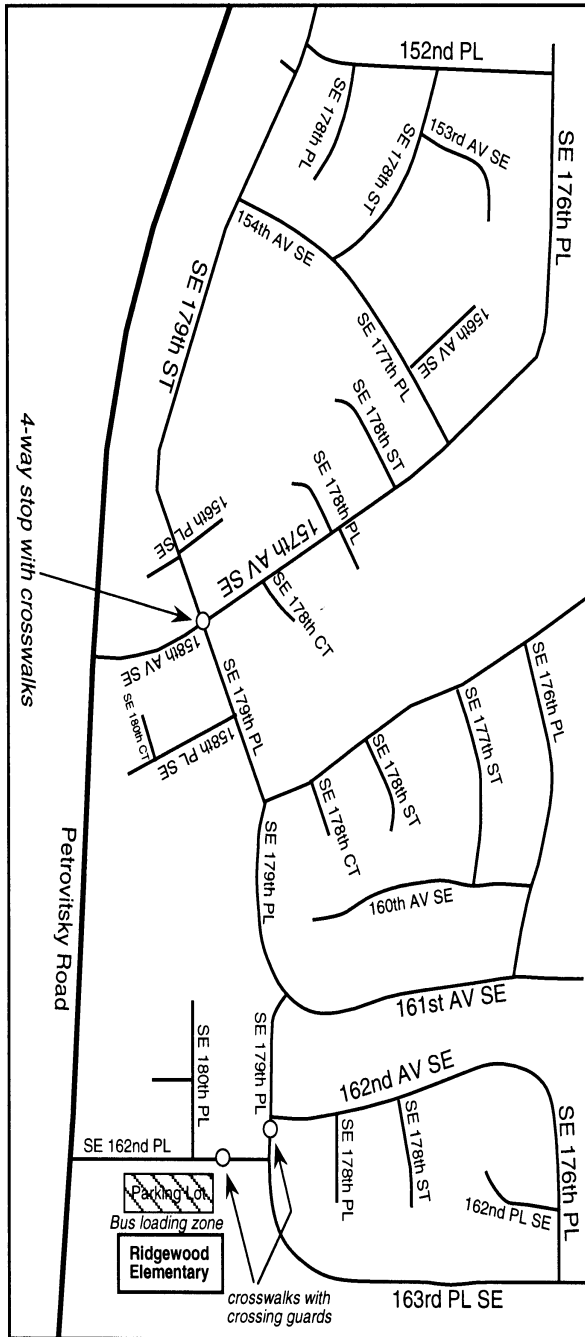 152nd PL
SE 178th PL
SE 178th ST
153rd AV SE
SE 176th PL
154th AV SE
SE 179th ST
SE 177th PL
156th AV SE
SE 178th ST
SE 178th PL
157th AV SE
156th PL SE
4-way stop with crosswalks
SE 178th CT
158th AV SE
SE 179th PL
SE 180th CT
158th PL SE
SE 176th PL
SE 177th ST
SE 178th ST
SE 178th CT
Petrovitsky Road
SE 179th PL
160th AV SE
161st AV SE
SE 180th PL
SE 179th PL
162nd AV SE
SE 176th PL
SE 178th PL
SE 178th ST
162nd PL SE
SE 162nd PL
Parking Lot
Bus loading zone
Ridgewood
Elementary
crosswalks with
crossing guards
163rd PL SE